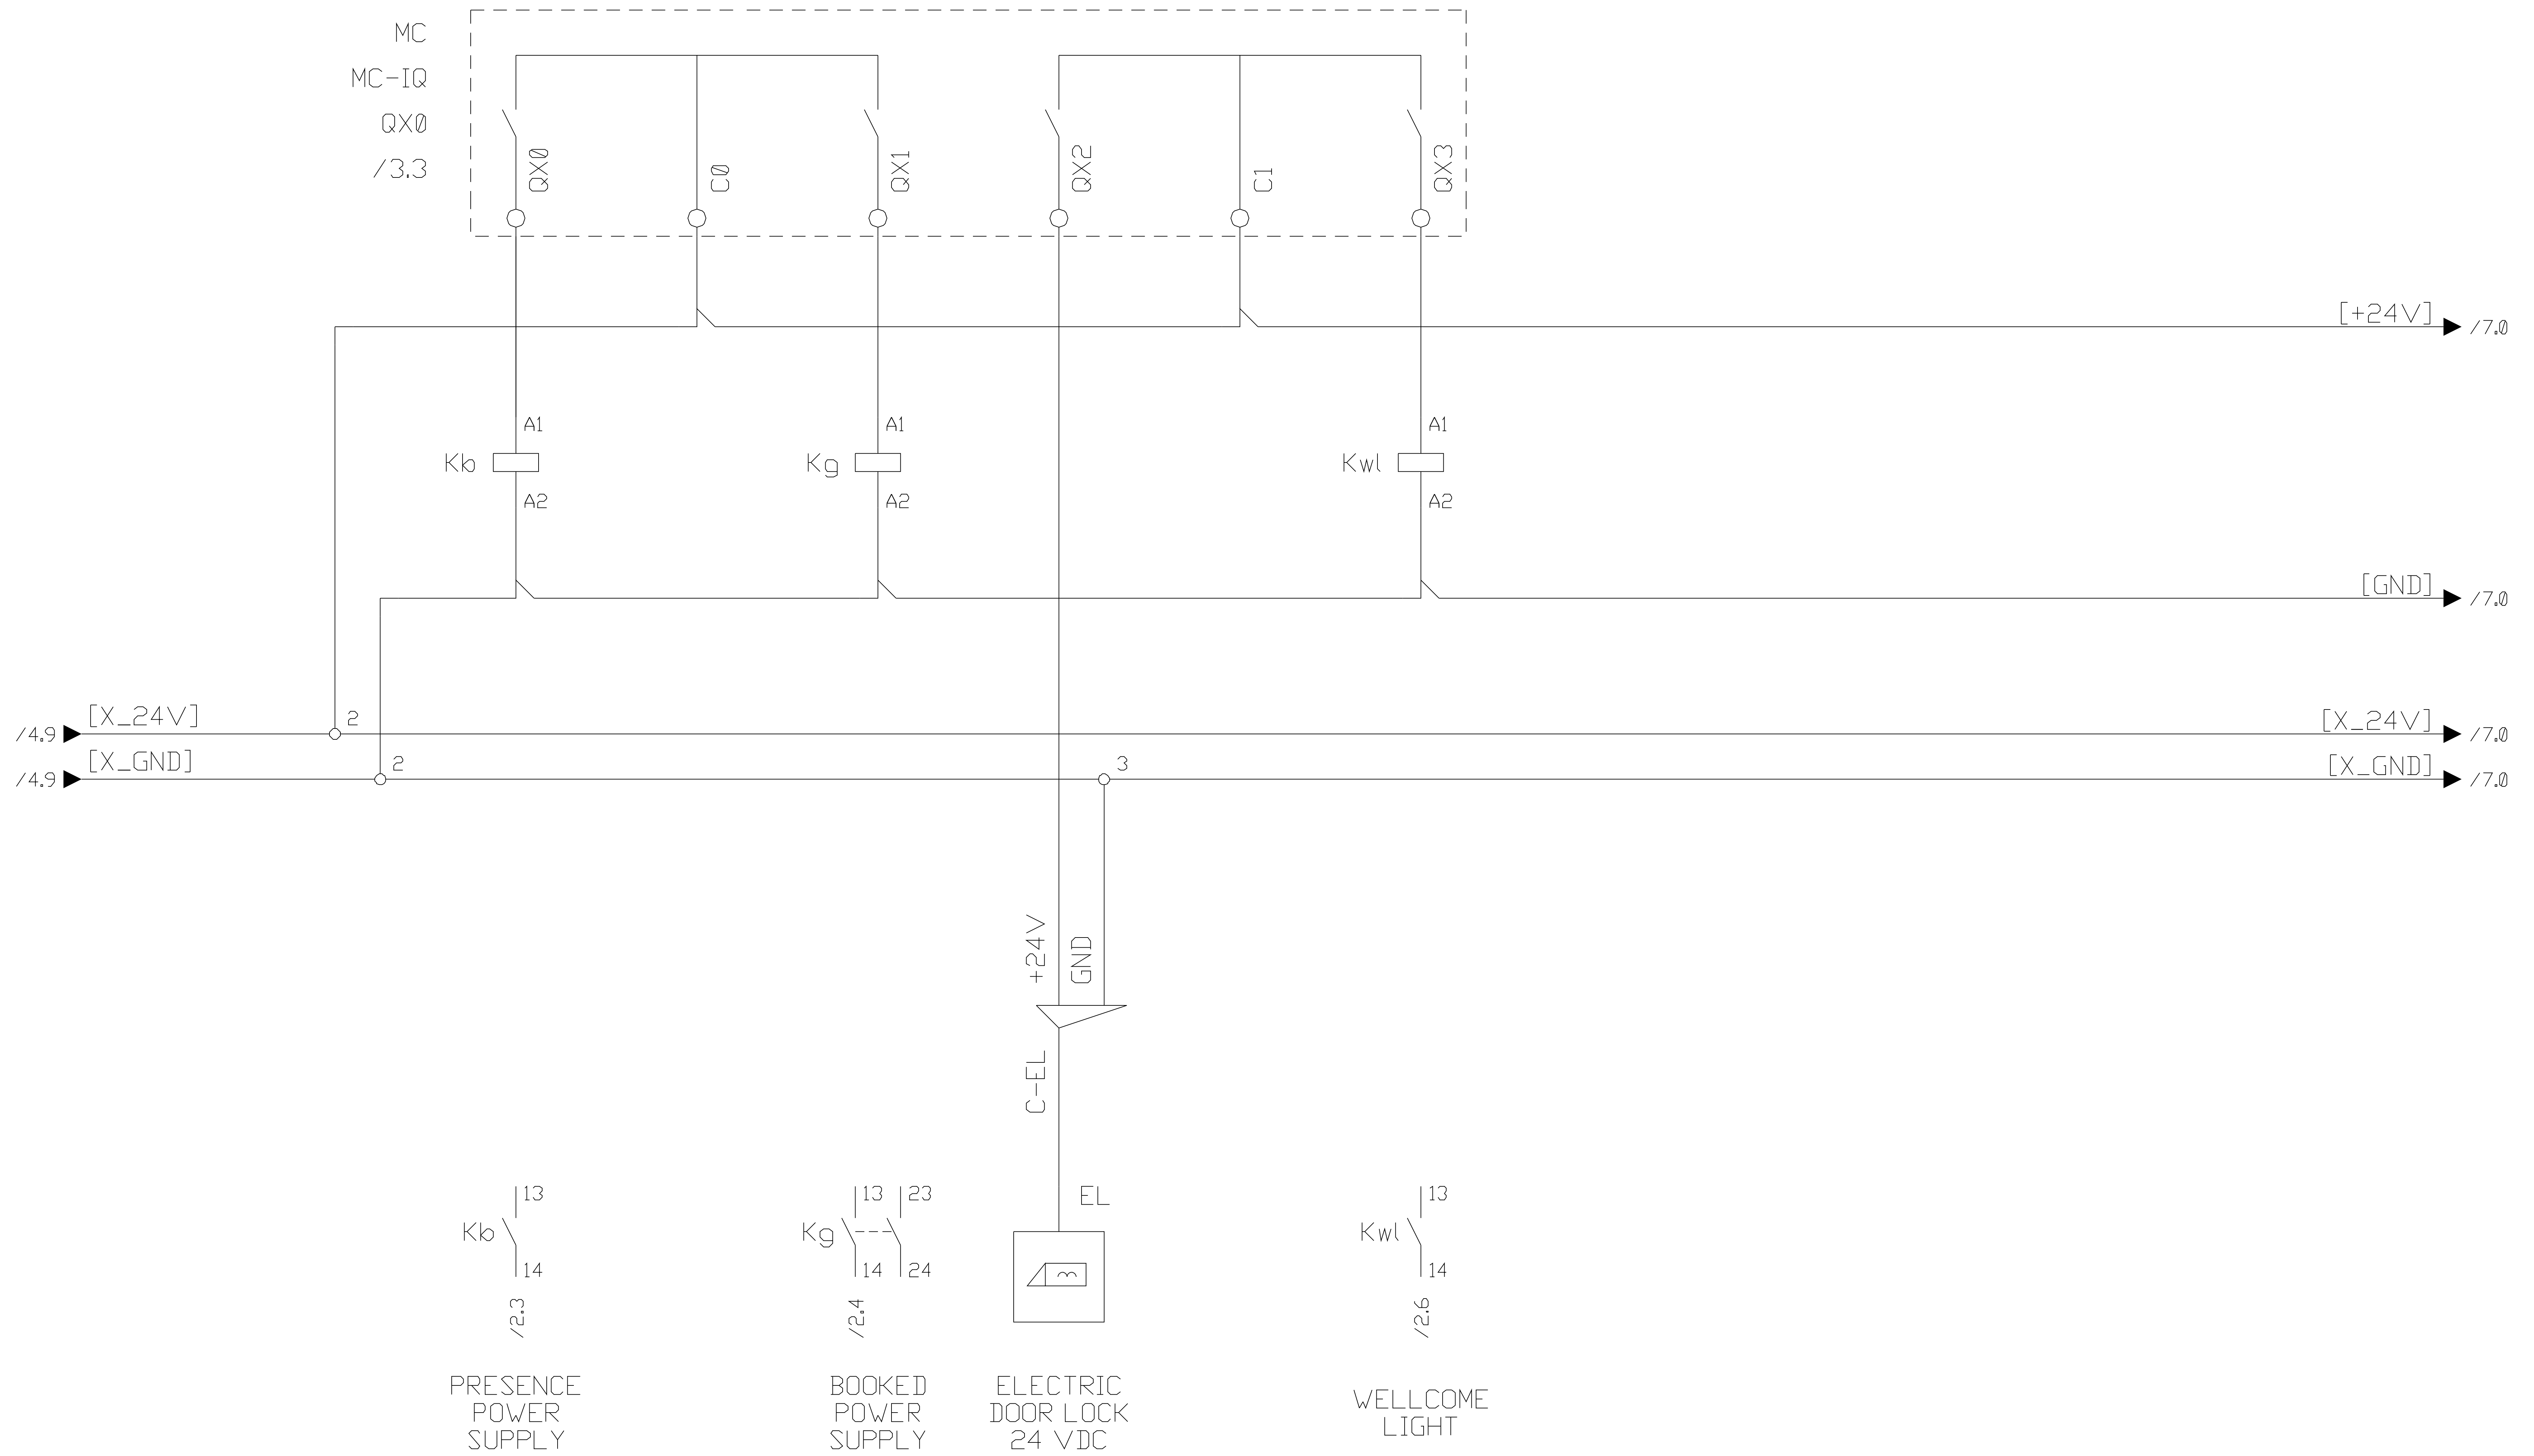 MC
MC-IQ
QX0
/3.3
QX0
C0
QX1
QX2
C1
QX3
[+24V]
/7.0
A1
A1
A1
Kb
Kg
Kwl
A2
A2
A2
[GND]
/7.0
/4.9
[X_24V]
2
[X_24V]
/7.0
/4.9
[X_GND]
2
3
[X_GND]
/7.0
+24V
GND
C-EL
EL
Kb
13
14
/2.3
Kg
13
23
14
24
/2.4
Kwl
13
14
/2.6
PRESENCE
POWER
SUPPLY
BOOKED
POWER
SUPPLY
ELECTRIC
DOOR LOCK
24 VDC
WELLCOME
LIGHT